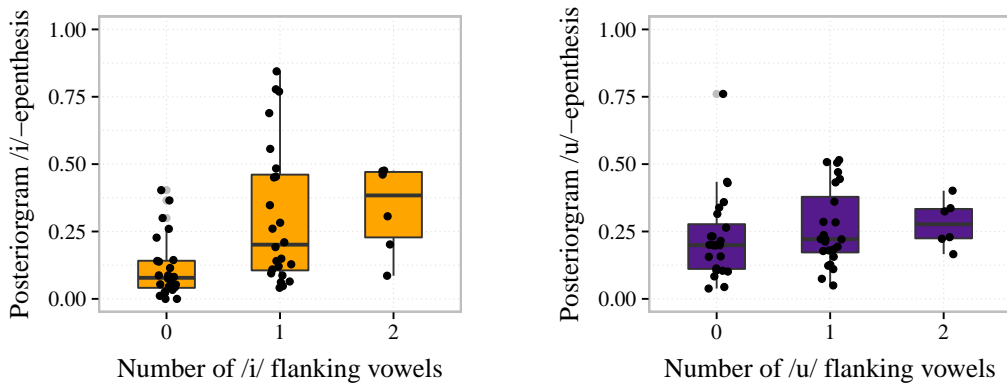 Posteriorgram /i/−epenthesis
1.00
0.75
0.50
0.25
0.00
0 1 2
Number of /i/ flanking vowels
Posteriorgram /u/−epenthesis
1.00
0.75
0.50
0.25
0.00
0 1 2
Number of /u/ flanking vowels